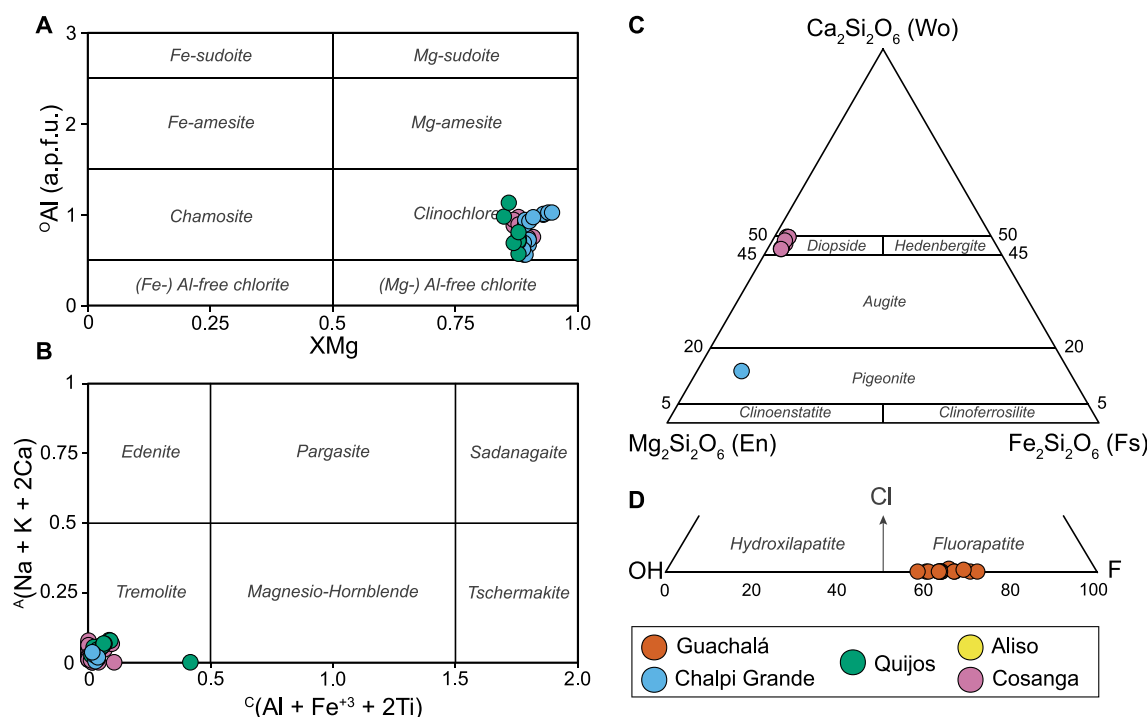 A
3
2
1
0
ᴼAl (a.p.f.u.)
Fe-sudoite
Mg-sudoite
Fe-amesite
Mg-amesite
Chamosite
Clinochlore
(Fe-) Al-free chlorite
(Mg-) Al-free chlorite
0
0.25
0.5
0.75
1.0
XMg
B
1
0.75
0.5
0.25
0
ᴬ(Na + K + 2Ca)
Edenite
Pargasite
Sadanagaite
Tremolite
Magnesio-Hornblende
Tschermakite
0
0.5
1.0
1.5
2.0
ᶜ(Al + Fe⁺³ + 2Ti)
C
Ca₂Si₂O₆ (Wo)
50
50
Diopside
Hedenbergite
45
45
Augite
20
20
Pigeonite
5
5
Clinoenstatite
Clinoferrosilite
Mg₂Si₂O₆ (En)
Fe₂Si₂O₆ (Fs)
D
Cl
Hydroxilapatite
Fluorapatite
OH
F
0
20
40
60
80
100
Guachalá
Quijos
Aliso
Chalpi Grande
Cosanga